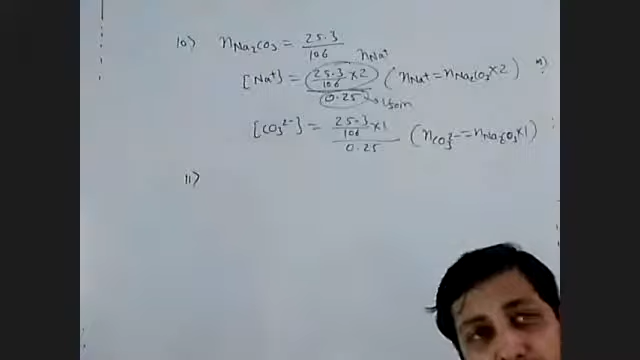 10> nNa2CO3 = 25.3/106
nNa+
[Na+] = (25.3/106 × 2)/0.25 (nNa+ = nNa2CO3 × 2)
Vsoln
[CO3^2-] = (25.3/106 × 1)/0.25 (nCO3^2- = nNa2CO3 × 1)
11>